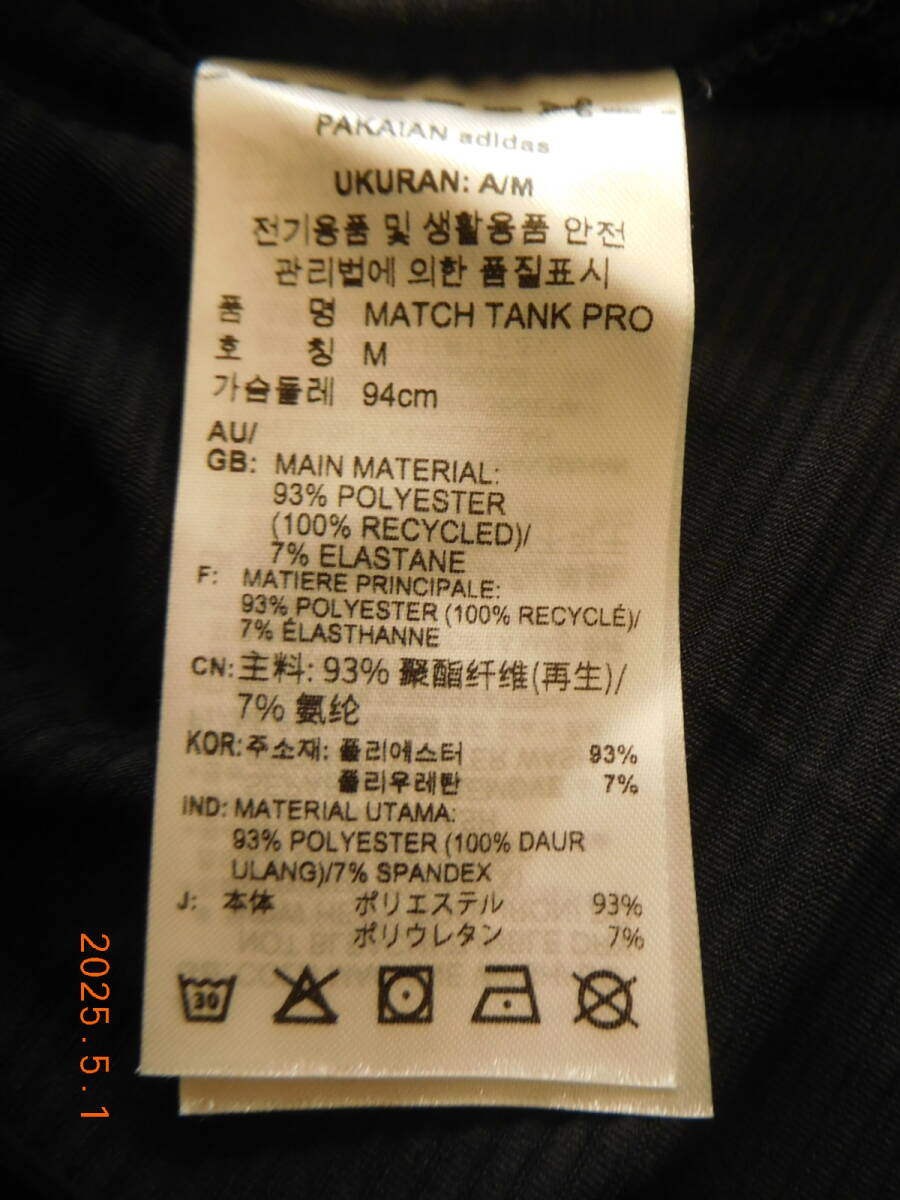 PAKAIAN adidas
UKURAN: A/M
전기용품 및 생활용품 안전
관리법에 의한 품질표시
품 명 MATCH TANK PRO
호 칭 M
가슴둘레 94cm
AU/
GB: MAIN MATERIAL:
93% POLYESTER
(100% RECYCLED)/
7% ELASTANE
F: MATIERE PRINCIPALE:
93% POLYESTER (100% RECYCLÉ)/
7% ÉLASTHANNE
CN: 主料: 93% 聚酯纤维(再生)/
7% 氨纶
KOR: 주소재: 폴리에스터 93%
폴리우레탄 7%
IND: MATERIAL UTAMA:
93% POLYESTER (100% DAUR
ULANG)/7% SPANDEX
J: 本体 ポリエステル 93%
ポリウレタン 7%
30
2025.5.1